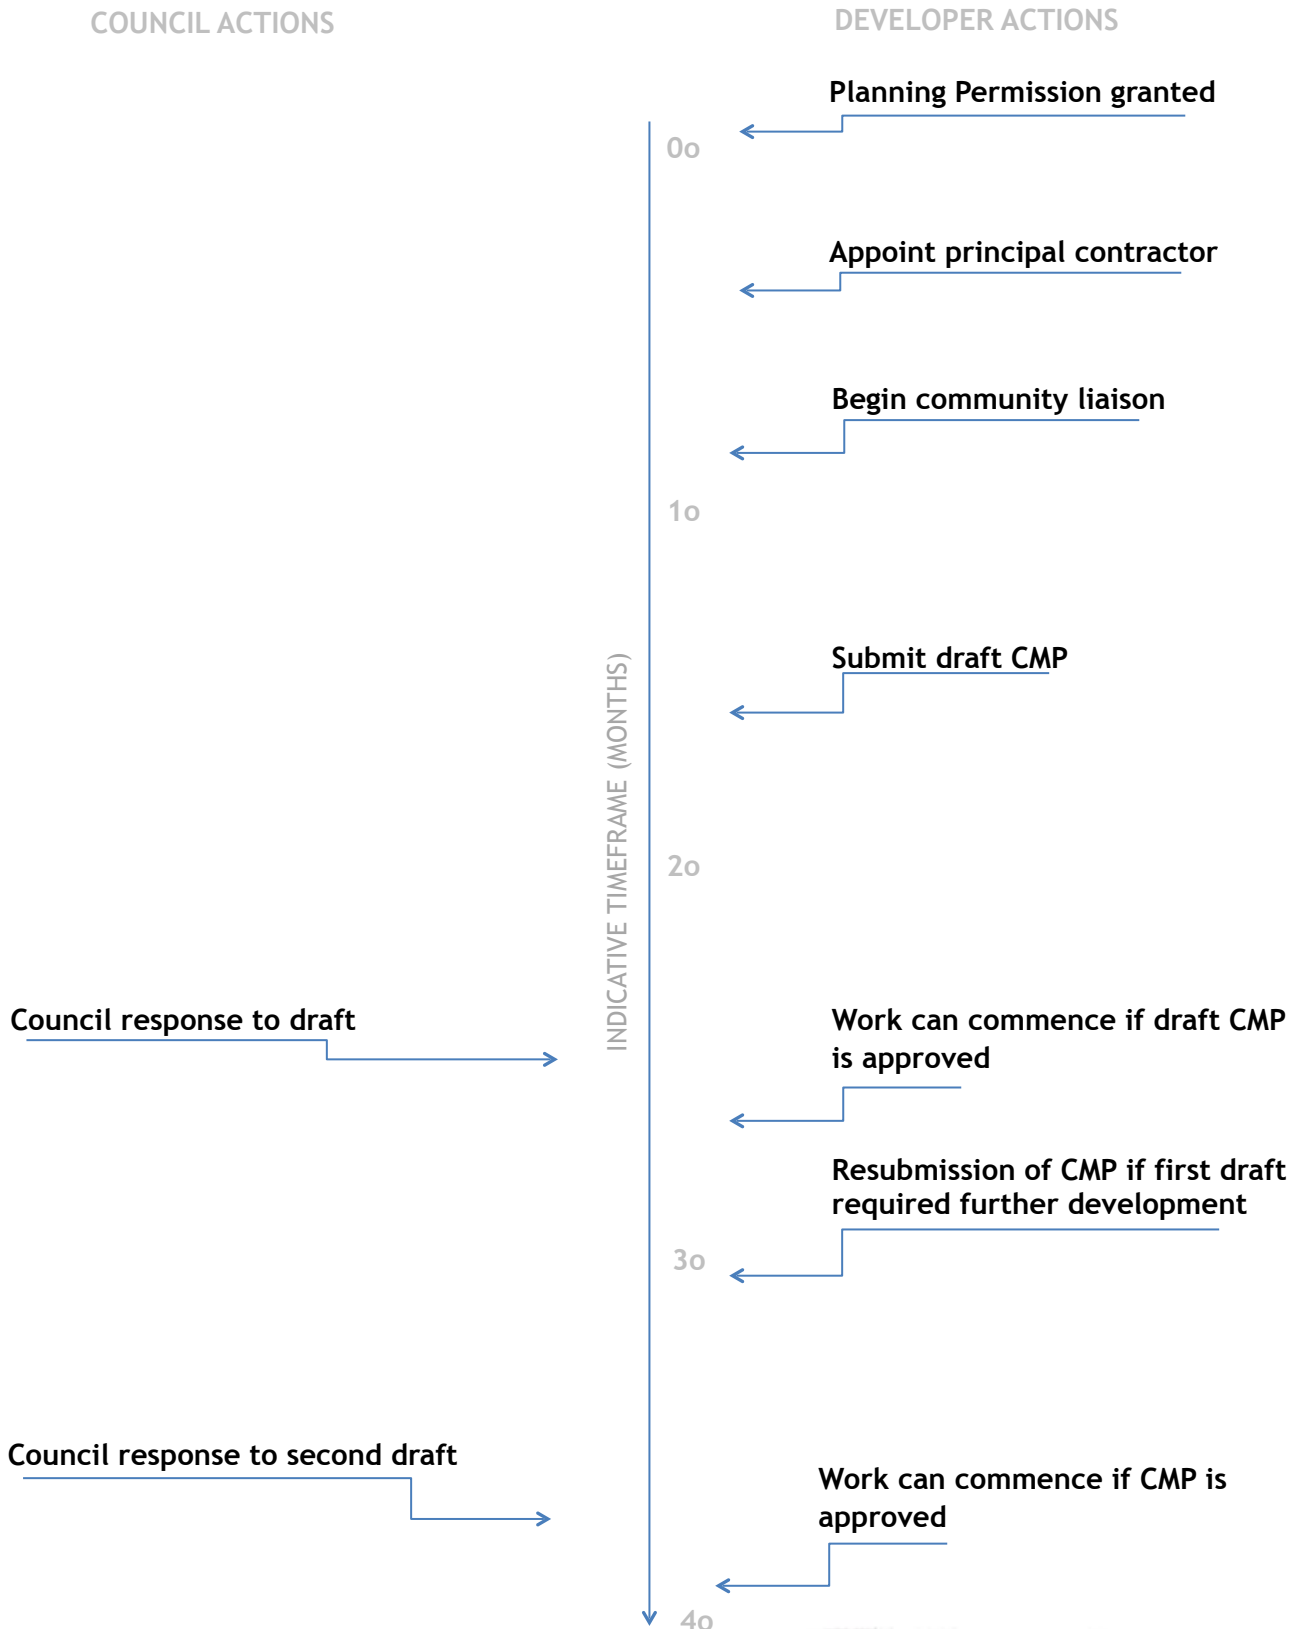 COUNCIL ACTIONS
DEVELOPER ACTIONS
Planning Permission granted
0o
Appoint principal contractor
Begin community liaison
1o
Submit draft CMP
INDICATIVE TIMEFRAME (MONTHS)
2o
Council response to draft
Work can commence if draft CMP
is approved
Resubmission of CMP if first draft
required further development
3o
Council response to second draft
Work can commence if CMP is
approved
4o